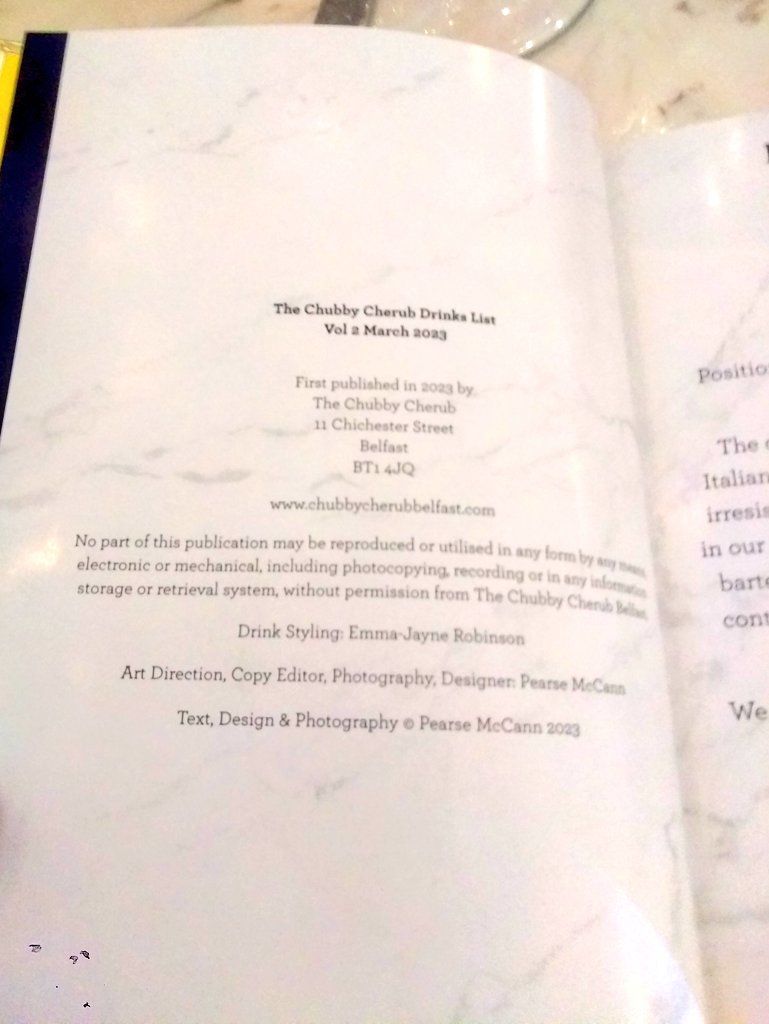 The Chubby Cherub Drinks List
Vol 2 March 2023
First published in 2023 by
The Chubby Cherub
11 Chichester Street
Belfast
BT1 4JQ
www.chubbycherubbelfast.com
No part of this publication may be reproduced or utilised in any form by any means,
electronic or mechanical, including photocopying, recording or in any information
storage or retrieval system, without permission from The Chubby Cherub Belfast.
Drink Styling: Emma-Jayne Robinson
Art Direction, Copy Editor, Photography, Designer: Pearse McCann
Text, Design & Photography © Pearse McCann 2023
Positio
The
Italian
irresis
in our
barte
cont
We